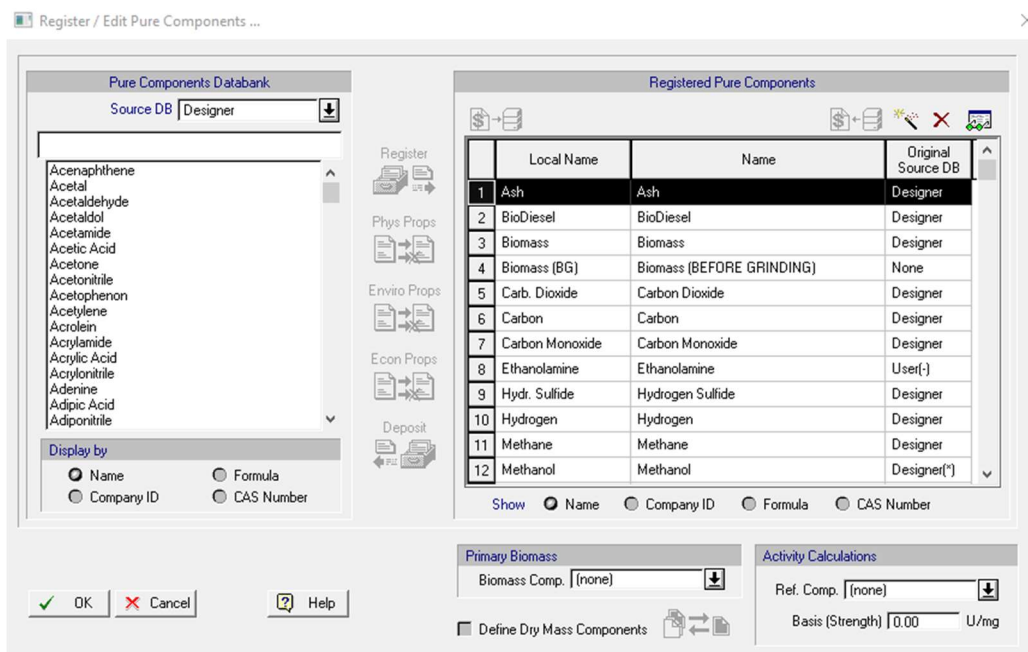 Register / Edit Pure Components ...
Pure Components Databank
Source DB Designer
Acenaphthene
Acetal
Acetaldehyde
Acetaldol
Acetamide
Acetic Acid
Acetone
Acetonitrile
Acetophenon
Acetylene
Acrolein
Acrylamide
Acrylic Acid
Acrylonitrile
Adenine
Adipic Acid
Adiponitrile
Display by
Name Formula
Company ID CAS Number
Register
Phys Props
Enviro Props
Econ Props
Deposit
Registered Pure Components
Local Name Name Original Source DB
1 Ash Ash Designer
2 BioDiesel BioDiesel Designer
3 Biomass Biomass Designer
4 Biomass (BG) Biomass (BEFORE GRINDING) None
5 Carb. Dioxide Carbon Dioxide Designer
6 Carbon Carbon Designer
7 Carbon Monoxide Carbon Monoxide Designer
8 Ethanolamine Ethanolamine User(-)
9 Hydr. Sulfide Hydrogen Sulfide Designer
10 Hydrogen Hydrogen Designer
11 Methane Methane Designer
12 Methanol Methanol Designer(*)
Show Name Company ID Formula CAS Number
OK Cancel Help
Primary Biomass
Biomass Comp. (none)
Define Dry Mass Components
Activity Calculations
Ref. Comp. (none)
Basis (Strength) 0.00 U/mg